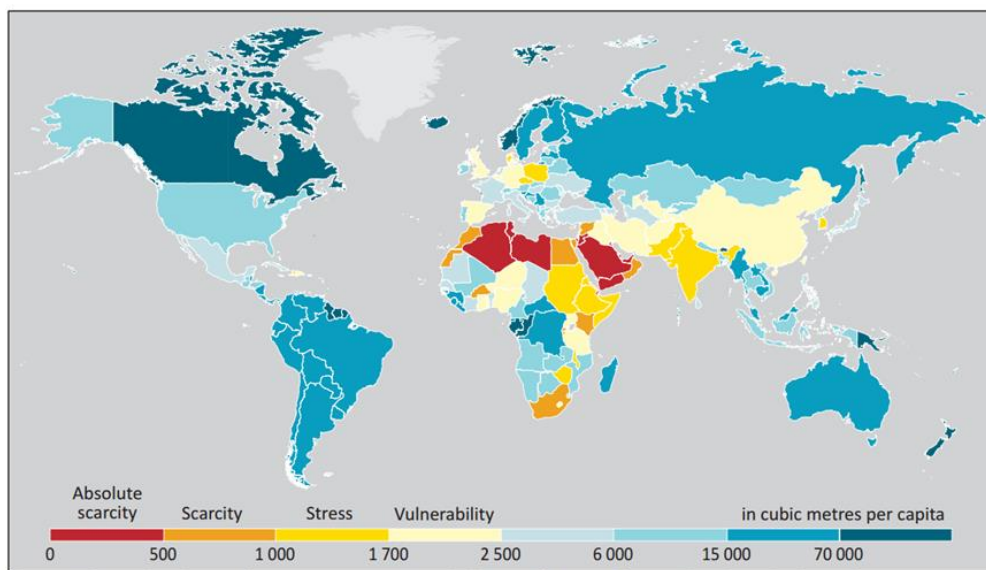 Absolute
scarcity Scarcity Stress Vulnerability in cubic metres per capita
0 500 1 000 1 700 2 500 6 000 15 000 70 000